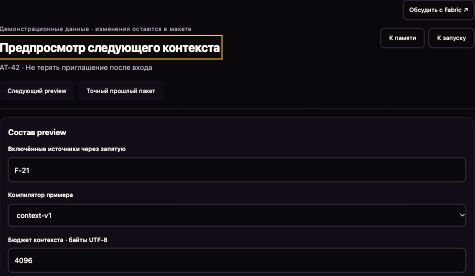 Обсудить с Fabric ↗
Демонстрационные данные · изменения остаются в макете
Предпросмотр следующего контекста
К памяти
К запуску
AT-42 · Не терять приглашение после входа
Следующий preview
Точный прошлый пакет
Состав preview
Включённые источники через запятую
F-21
Компилятор примера
context-v1
Бюджет контекста · байты UTF-8
4096